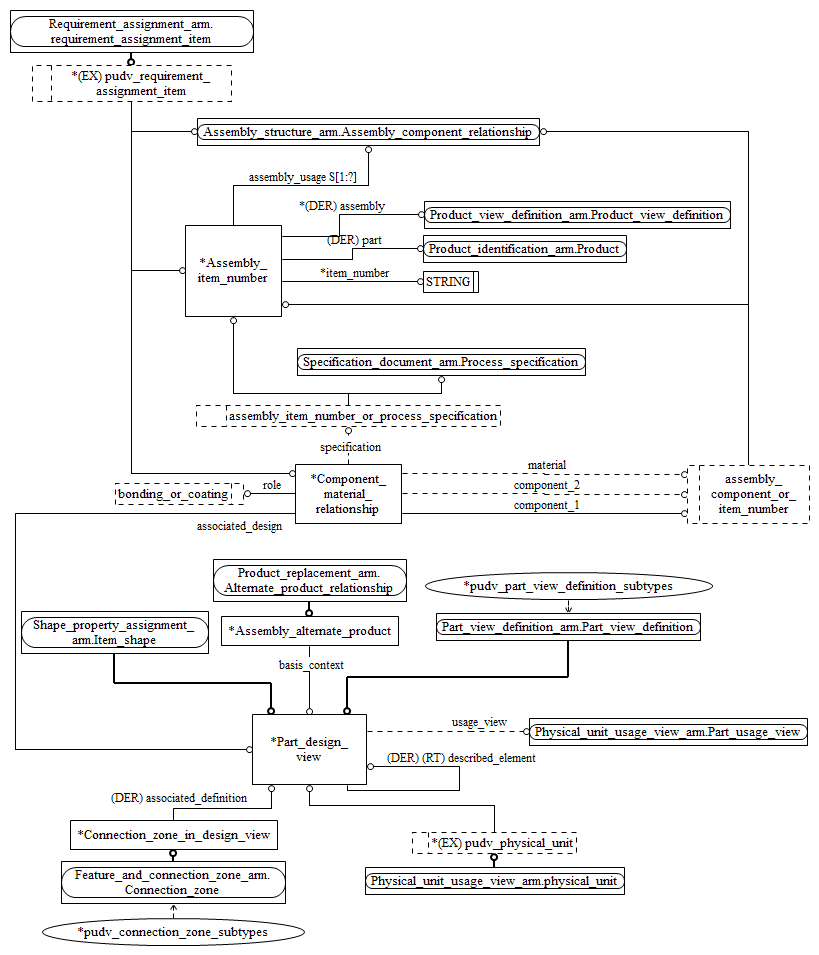 Requirement_assignment_arm.
requirement_assignment_item
*(EX) pudv_requirement_
assignment_item
Assembly_structure_arm.Assembly_component_relationship
assembly_usage S[1:?]
*(DER) assembly
Product_view_definition_arm.Product_view_definition
(DER) part
Product_identification_arm.Product
*Assembly_
item_number
*item_number
STRING
Specification_document_arm.Process_specification
assembly_item_number_or_process_specification
specification
*Component_
material_
relationship
role
bonding_or_coating
material
component_2
component_1
assembly_
component_or_
item_number
associated_design
Product_replacement_arm.
Alternate_product_relationship
*pudv_part_view_definition_subtypes
Shape_property_assignment_
arm.Item_shape
*Assembly_alternate_product
Part_view_definition_arm.Part_view_definition
basis_context
usage_view
Physical_unit_usage_view_arm.Part_usage_view
*Part_design_
view
(DER) (RT) described_element
(DER) associated_definition
*Connection_zone_in_design_view
*(EX) pudv_physical_unit
Feature_and_connection_zone_arm.
Connection_zone
Physical_unit_usage_view_arm.physical_unit
*pudv_connection_zone_subtypes